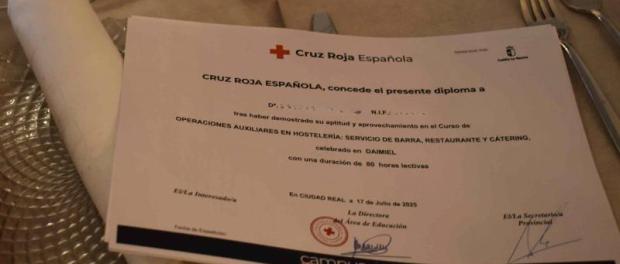 Cruz Roja Española
CRUZ ROJA ESPAÑOLA, concede el presente diploma a
Dª. N.I.F.
tras haber demostrado su aptitud y aprovechamiento en el Curso de
OPERACIONES AUXILIARES EN HOSTELERÍA: SERVICIO DE BARRA, RESTAURANTE Y CÁTERING,
celebrado en DAIMIEL
con una duración de 80 horas lectivas
En CIUDAD REAL a 17 de Julio de 2025
El/La Interesado/a
La Directora
del Área de Educación
El/La Secretario/a
Provincial
campus